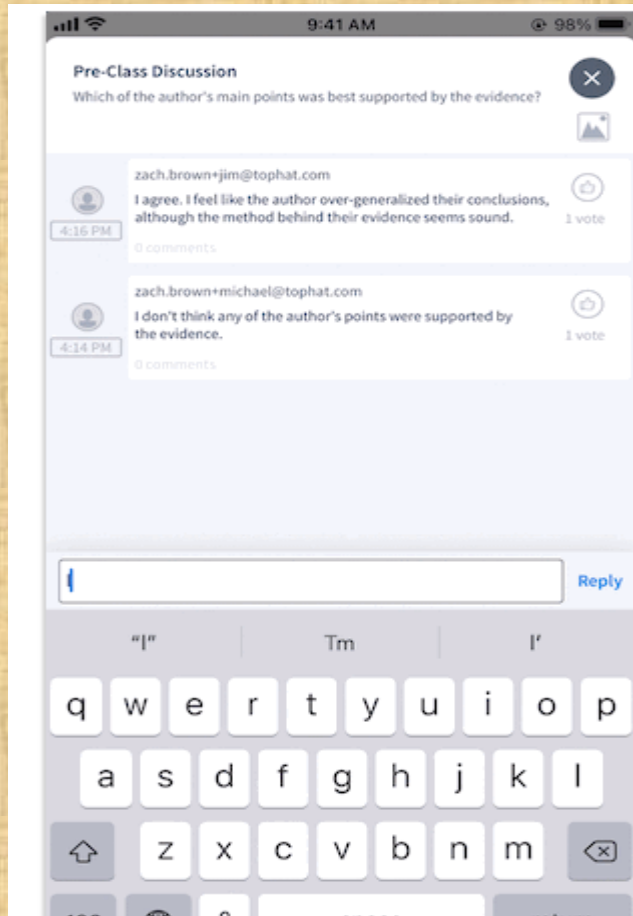 9:41 AM
98%
Pre-Class Discussion
Which of the author's main points was best supported by the evidence?
zach.brown+jim@tophat.com
I agree. I feel like the author over-generalized their conclusions,
although the method behind their evidence seems sound.
4:16 PM
1 vote
0 comments
zach.brown+michael@tophat.com
I don't think any of the author's points were supported by
the evidence.
4:14 PM
1 vote
0 comments
I
Reply
“I” Tm I'
q w e r t y u i o p
a s d f g h j k l
z x c v b n m